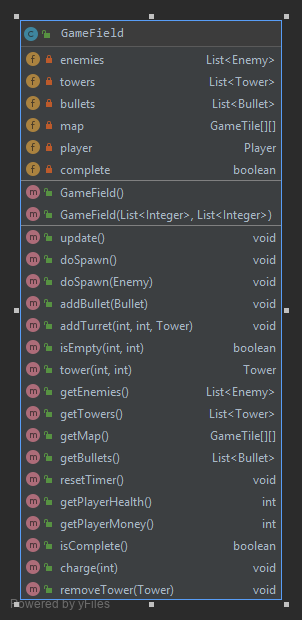 GameField
enemies List<Enemy>
towers List<Tower>
bullets List<Bullet>
map GameTile[][]
player Player
complete boolean
GameField()
GameField(List<Integer>, List<Integer>)
update() void
doSpawn() void
doSpawn(Enemy) void
addBullet(Bullet) void
addTurret(int, int, Tower) void
isEmpty(int, int) boolean
tower(int, int) Tower
getEnemies() List<Enemy>
getTowers() List<Tower>
getMap() GameTile[][]
getBullets() List<Bullet>
resetTimer() void
getPlayerHealth() int
getPlayerMoney() int
isComplete() boolean
charge(int) void
removeTower(Tower) void
Powered by yFiles